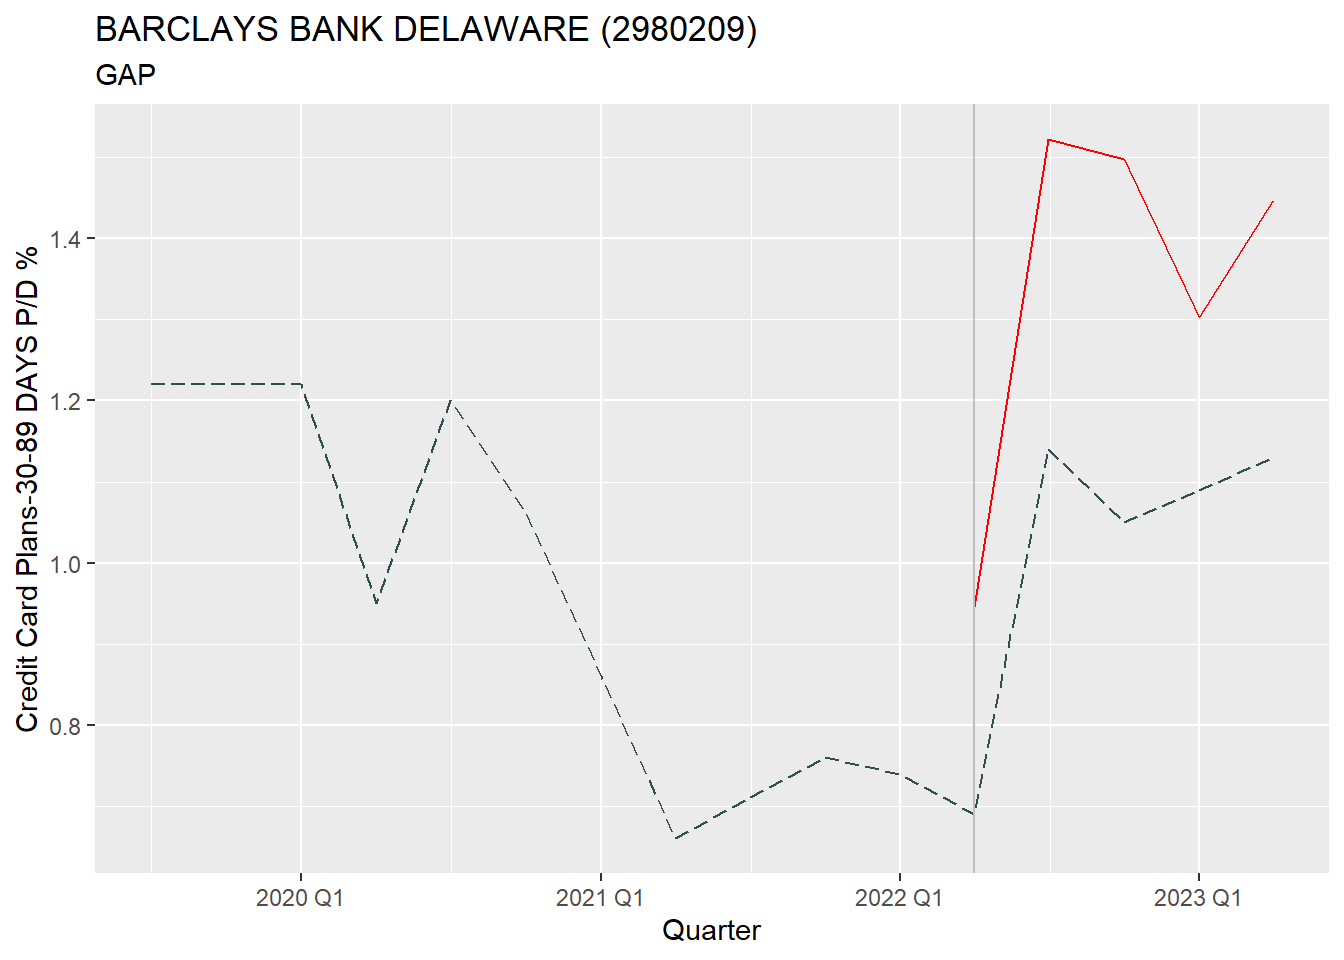 BARCLAYS BANK DELAWARE (2980209)
GAP
Credit Card Plans-30-89 DAYS P/D %
1.4
1.2
1.0
0.8
2020 Q1
2021 Q1
2022 Q1
2023 Q1
Quarter